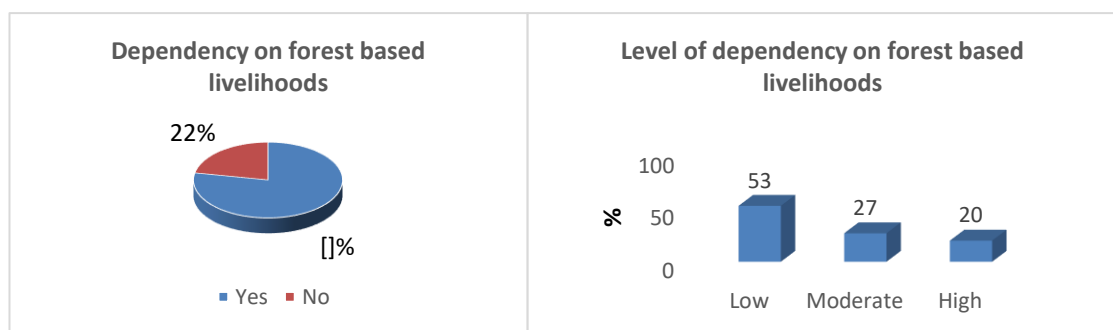 Dependency on forest based
livelihoods
22%
[]%
Yes No
Level of dependency on forest based
livelihoods
%
100
50
0
53
27
20
Low Moderate High